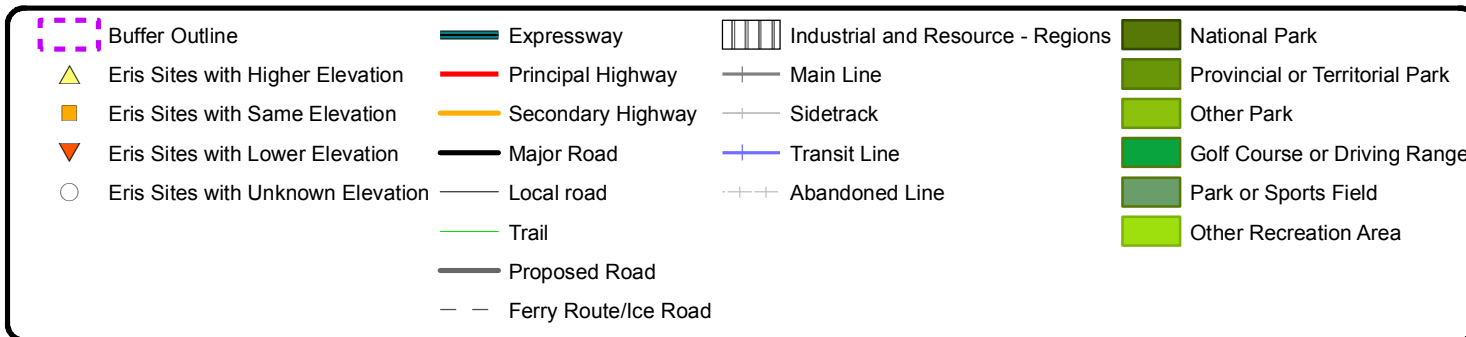 Buffer Outline
Eris Sites with Higher Elevation
Eris Sites with Same Elevation
Eris Sites with Lower Elevation
Eris Sites with Unknown Elevation
Expressway
Principal Highway
Secondary Highway
Major Road
Local road
Trail
Proposed Road
Ferry Route/Ice Road
Industrial and Resource - Regions
Main Line
Sidetrack
Transit Line
Abandoned Line
National Park
Provincial or Territorial Park
Other Park
Golf Course or Driving Range
Park or Sports Field
Other Recreation Area